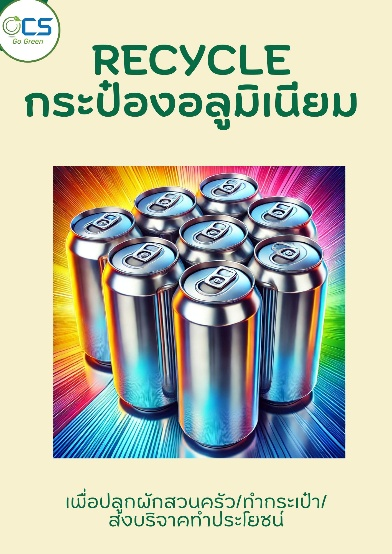 CCS
Go Green
RECYCLE
กระป๋องอลูมิเนียม
เพื่อปลูกผักสวนครัว/ทำกระเป๋า/
ส่งบริจาคทำประโยชน์